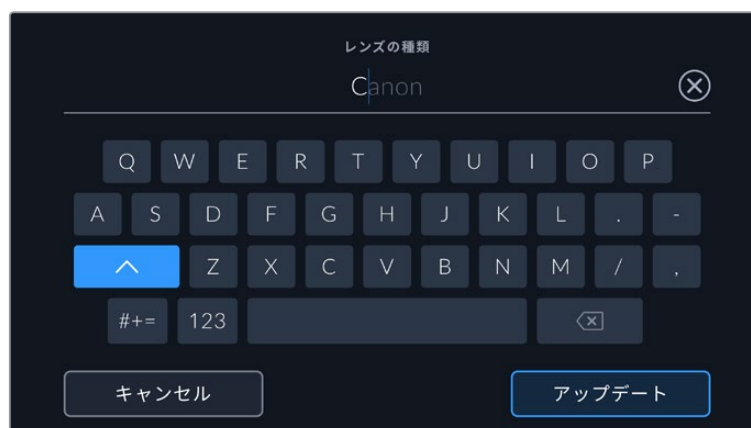 レンズの種類
Canon
Q W E R T Y U I O P
A S D F G H J K L . -
Z X C V B N M / ,
#+= 123
キャンセル アップデート